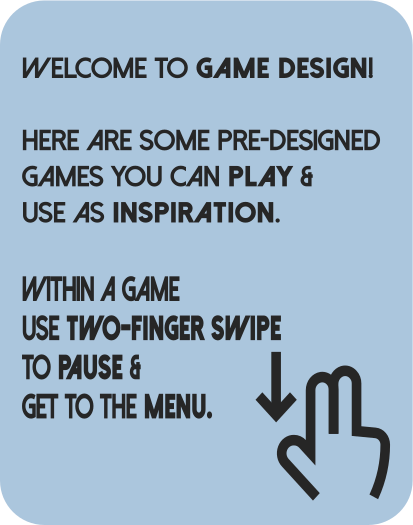 WELCOME TO GAME DESIGN!
HERE ARE SOME PRE-DESIGNED
GAMES YOU CAN PLAY &
USE AS INSPIRATION.
WITHIN A GAME
USE TWO-FINGER SWIPE
TO PAUSE &
GET TO THE MENU.